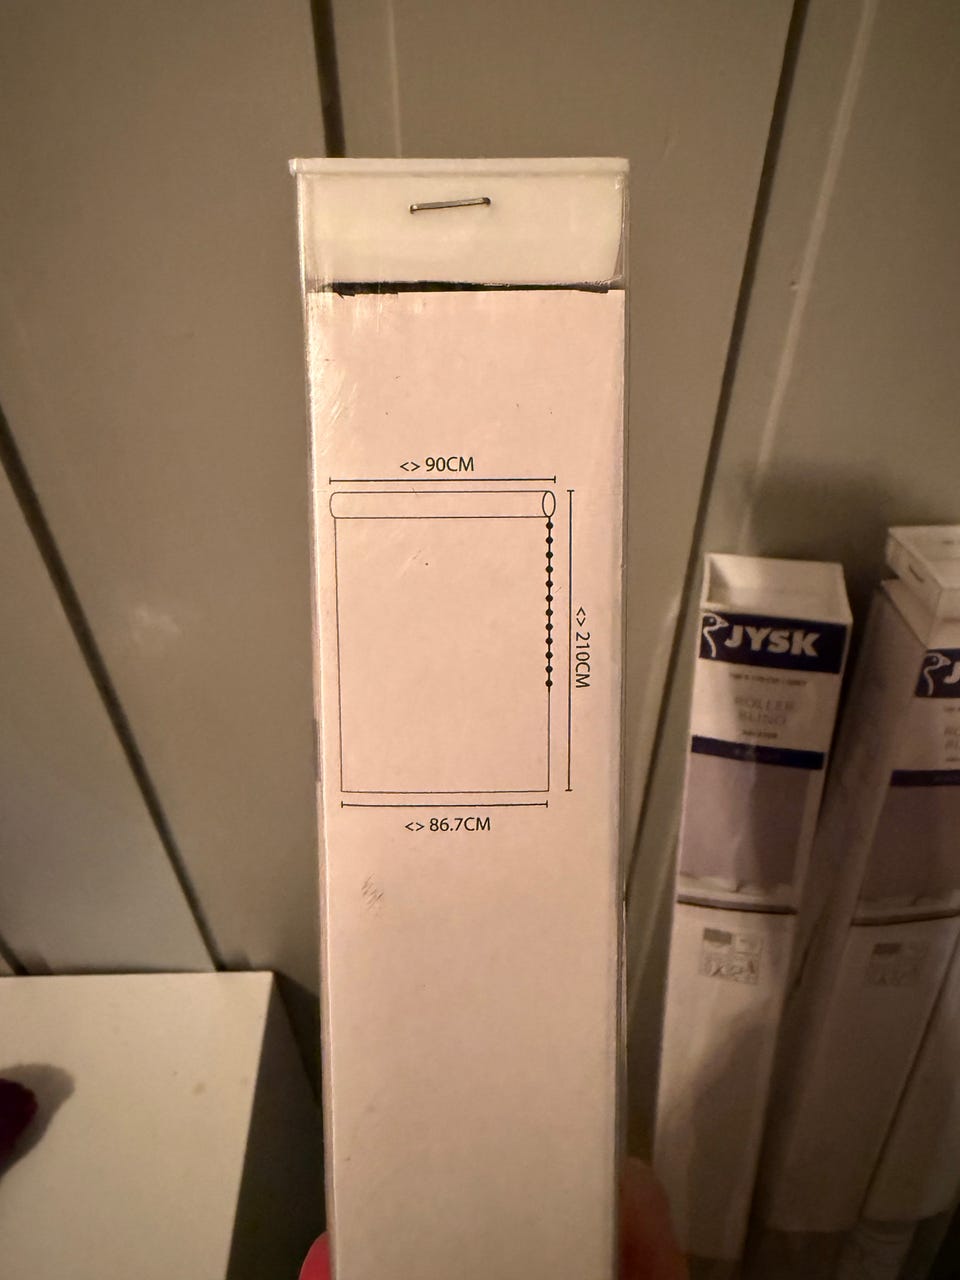 <> 90CM
<> 210CM
<> 86.7CM
JYSK
ROLLER
BLIND